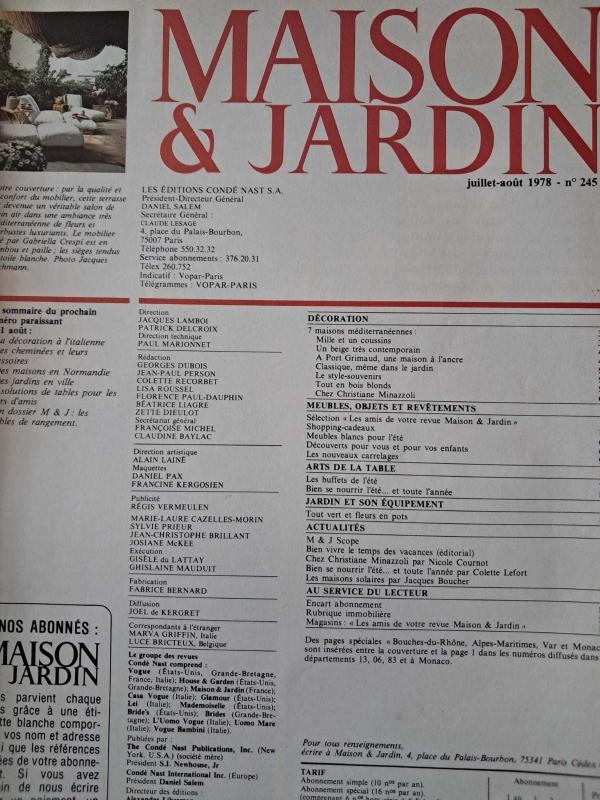 MAISON
& JARDIN
juillet-août 1978 - n° 245
couverture : par la qualité et
confort du mobilier, cette terrasse
devenue un véritable salon de
air dans une ambiance très
de fleurs et
luxuriants. Le mobilier
par Gabriella Crespi est en
et paille ; les sièges tendus
toile blanche. Photo Jacques
LES ÉDITIONS CONDÉ NAST S.A.
Président-Directeur Général
DANIEL SALEM
Secrétaire Général :
CLAUDE LESAGE
4, place du Palais-Bourbon,
75007 Paris
Téléphone 550.32.32
Service abonnements : 376.20.31
Télex 260.752
Indicatif : Vopar-Paris
Télégrammes : VOPAR-PARIS
sommaire du prochain
paraissant
août :
la décoration à l'italienne
cheminées et leurs
maisons en Normandie
jardins en ville
solutions de tables pour les
d'amis
dossier M & J : les
de rangement.
Direction
JACQUES LAMBOI
PATRICK DELCROIX
Direction technique
PAUL MARIONNET
Rédaction
GEORGES DUBOIS
JEAN-PAUL PERSON
COLETTE RECORBET
LISA ROUSSEL
FLORENCE PAUL-DAUPHIN
BÉATRICE LIAGRE
ZETTE DIEULOT
Secrétariat général
FRANÇOISE MICHEL
CLAUDINE BAYLAC
Direction artistique
ALAIN LAINÉ
Maquettes
DANIEL PAX
FRANCINE KERGOSIEN
Publicité
RÉGIS VERMEULEN
MARIE-LAURE CAZELLES-MORIN
SYLVIE PRIEUR
JEAN-CHRISTOPHE BRILLANT
JOSIANE McKEE
Exécution :
GISÈLE du LATTAY
GHISLAINE MAUDUIT
Fabrication
FABRICE BERNARD
Diffusion
JOEL de KERGRET
Correspondants à l'étranger
MARVA GRIFFIN, Italie
LUCE BRICTEUX, Belgique
Le groupe des revues
Condé Nast comprend :
Vogue (États-Unis, Grande-Bretagne,
France, Italie); House & Garden (États-Unis,
Grande-Bretagne); Maison & Jardin (France);
Casa Vogue (Italie); Glamour (États-Unis);
Lei (Italie); Mademoiselle (États-Unis);
Bride's (États-Unis); Brides (Grande-Bre-
tagne); L'Uomo Vogue (Italie); Uomo Mare
(Italie); Vogue Bambini (Italie).
Publiées par :
The Condé Nast Publications, Inc. (New
York. U.S.A.) (société mère)
Président S.I. Newhouse, Jr
Condé Nast International Inc. (Europe)
Président Daniel Salem
Directeur des éditions :
DÉCORATION
7 maisons méditerranéennes :
Mille et un coussins
Un beige très contemporain
A Port Grimaud, une maison à l'ancre
Classique, même dans le jardin
Le style-souvenirs
Tout en bois blonds
Chez Christiane Minazzoli
MEUBLES, OBJETS ET REVÊTEMENTS
Sélection « Les amis de votre revue Maison & Jardin »
Shopping-cadeaux
Meubles blancs pour l'été
Découverts pour vous et pour vos enfants
Les nouveaux carrelages
ARTS DE LA TABLE
Les buffets de l'été
Bien se nourrir l'été... et toute l'année
JARDIN ET SON ÉQUIPEMENT
Tout vert et fleurs en pots
ACTUALITÉS
M & J Scope
Bien vivre le temps des vacances (éditorial)
Chez Christiane Minazzoli par Nicole Cournot
Bien se nourrir l'été... et toute l'année par Colette Lefort
Les maisons solaires par Jacques Boucher
AU SERVICE DU LECTEUR
Encart abonnement
Rubrique immobilière
Magasins : « Les amis de votre revue Maison & Jardin »
Des pages spéciales « Bouches-du-Rhône, Alpes-Maritimes, Var et Monac
sont insérées entre la couverture et la page 1 dans les numéros diffusés dans
départements 13, 06, 83 et à Monaco.
Pour tous renseignements,
écrire à Maison & Jardin, 4, place du Palais-Bourbon, 75341 Paris Cédex
TARIF
Abonnement simple (10 nos par an).
Abonnement spécial (16 nos par an).
Abonnement
NOS ABONNÉS :
MAISON
JARDIN
parvient chaque
grâce à une éti-
blanche compor-
vos nom et adresse
que les références
de votre abonne-
Si vous avez
de nous écrire